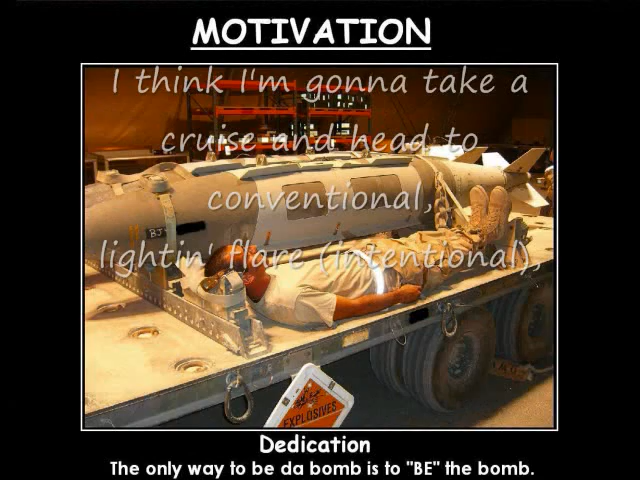 MOTIVATION
I think I'm gonna take a
cruise and head to
conventional,
lightin' flare (intentional),
EXPLOSIVES
Dedication
The only way to be da bomb is to "BE" the bomb.